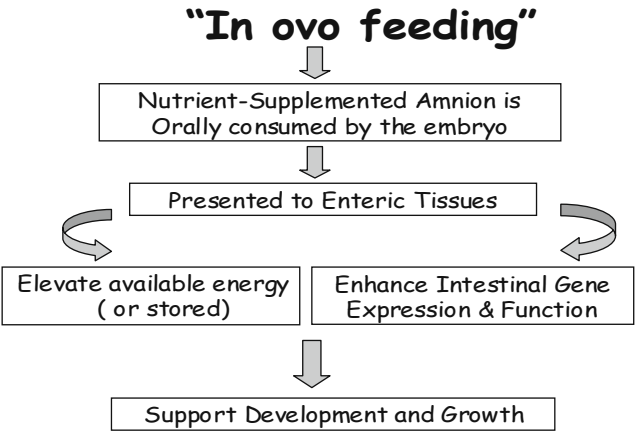 “In ovo feeding”
Nutrient-Supplemented Amnion is
Orally consumed by the embryo
Presented to Enteric Tissues
Elevate available energy
( or stored)
Enhance Intestinal Gene
Expression & Function
Support Development and Growth